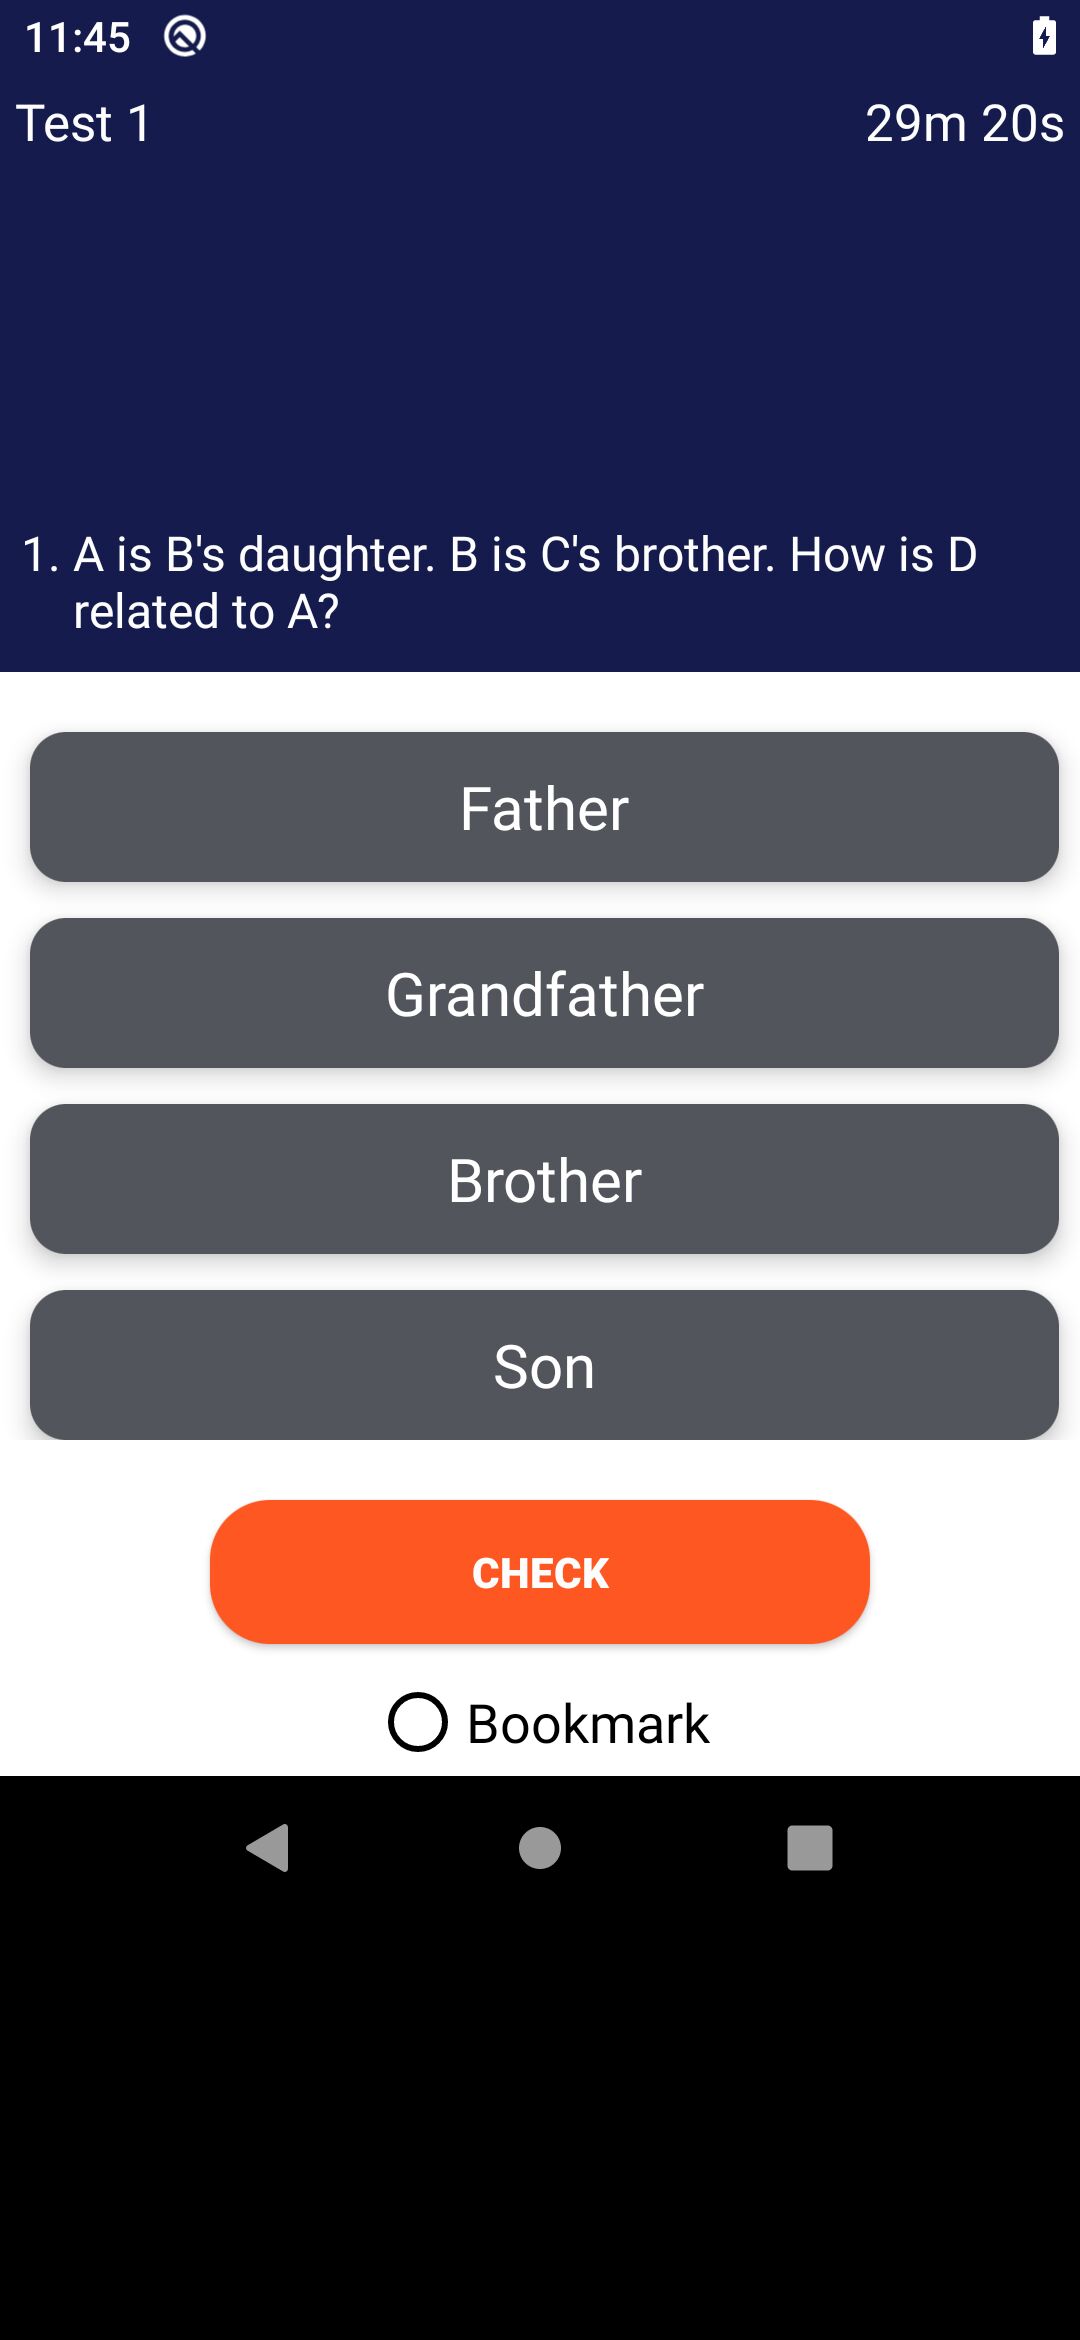 11:45
Test 1 29m 20s
1. A is B's daughter. B is C's brother. How is D
related to A?
Father
Grandfather
Brother
Son
CHECK
Bookmark